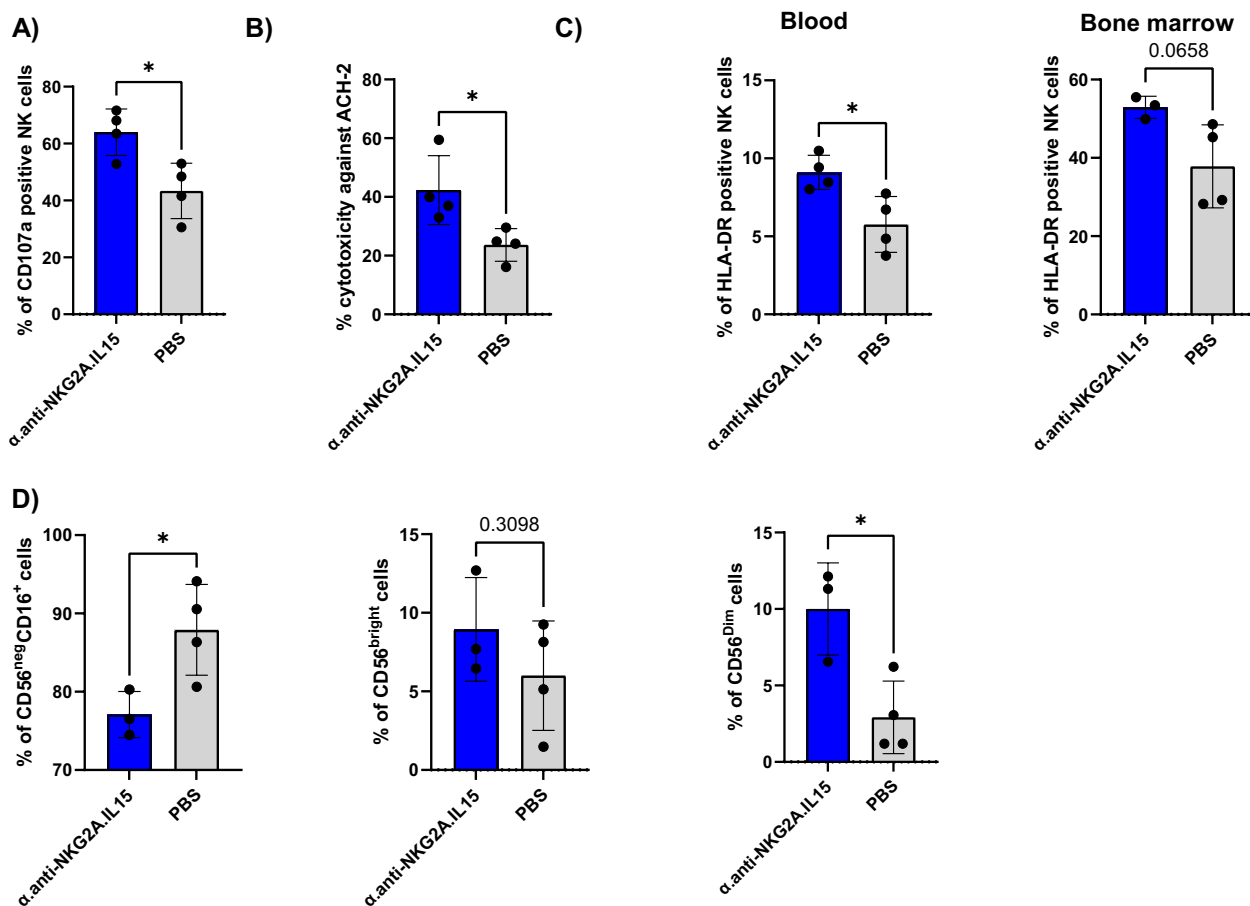 A)
B)
C)
Blood
Bone marrow
% of CD107a positive NK cells
80
60
40
20
0
*
α.anti-NKG2A.IL15
PBS
% cytotoxicity against ACH-2
80
60
40
20
0
*
α.anti-NKG2A.IL15
PBS
% of HLA-DR positive NK cells
15
10
5
0
*
α.anti-NKG2A.IL15
PBS
% of HLA-DR positive NK cells
60
40
20
0
0.0658
α.anti-NKG2A.IL15
PBS
D)
% of CD56negCD16+ cells
100
90
80
70
*
α.anti-NKG2A.IL15
PBS
% of CD56bright cells
15
10
5
0
0.3098
α.anti-NKG2A.IL15
PBS
% of CD56Dim cells
15
10
5
0
*
α.anti-NKG2A.IL15
PBS